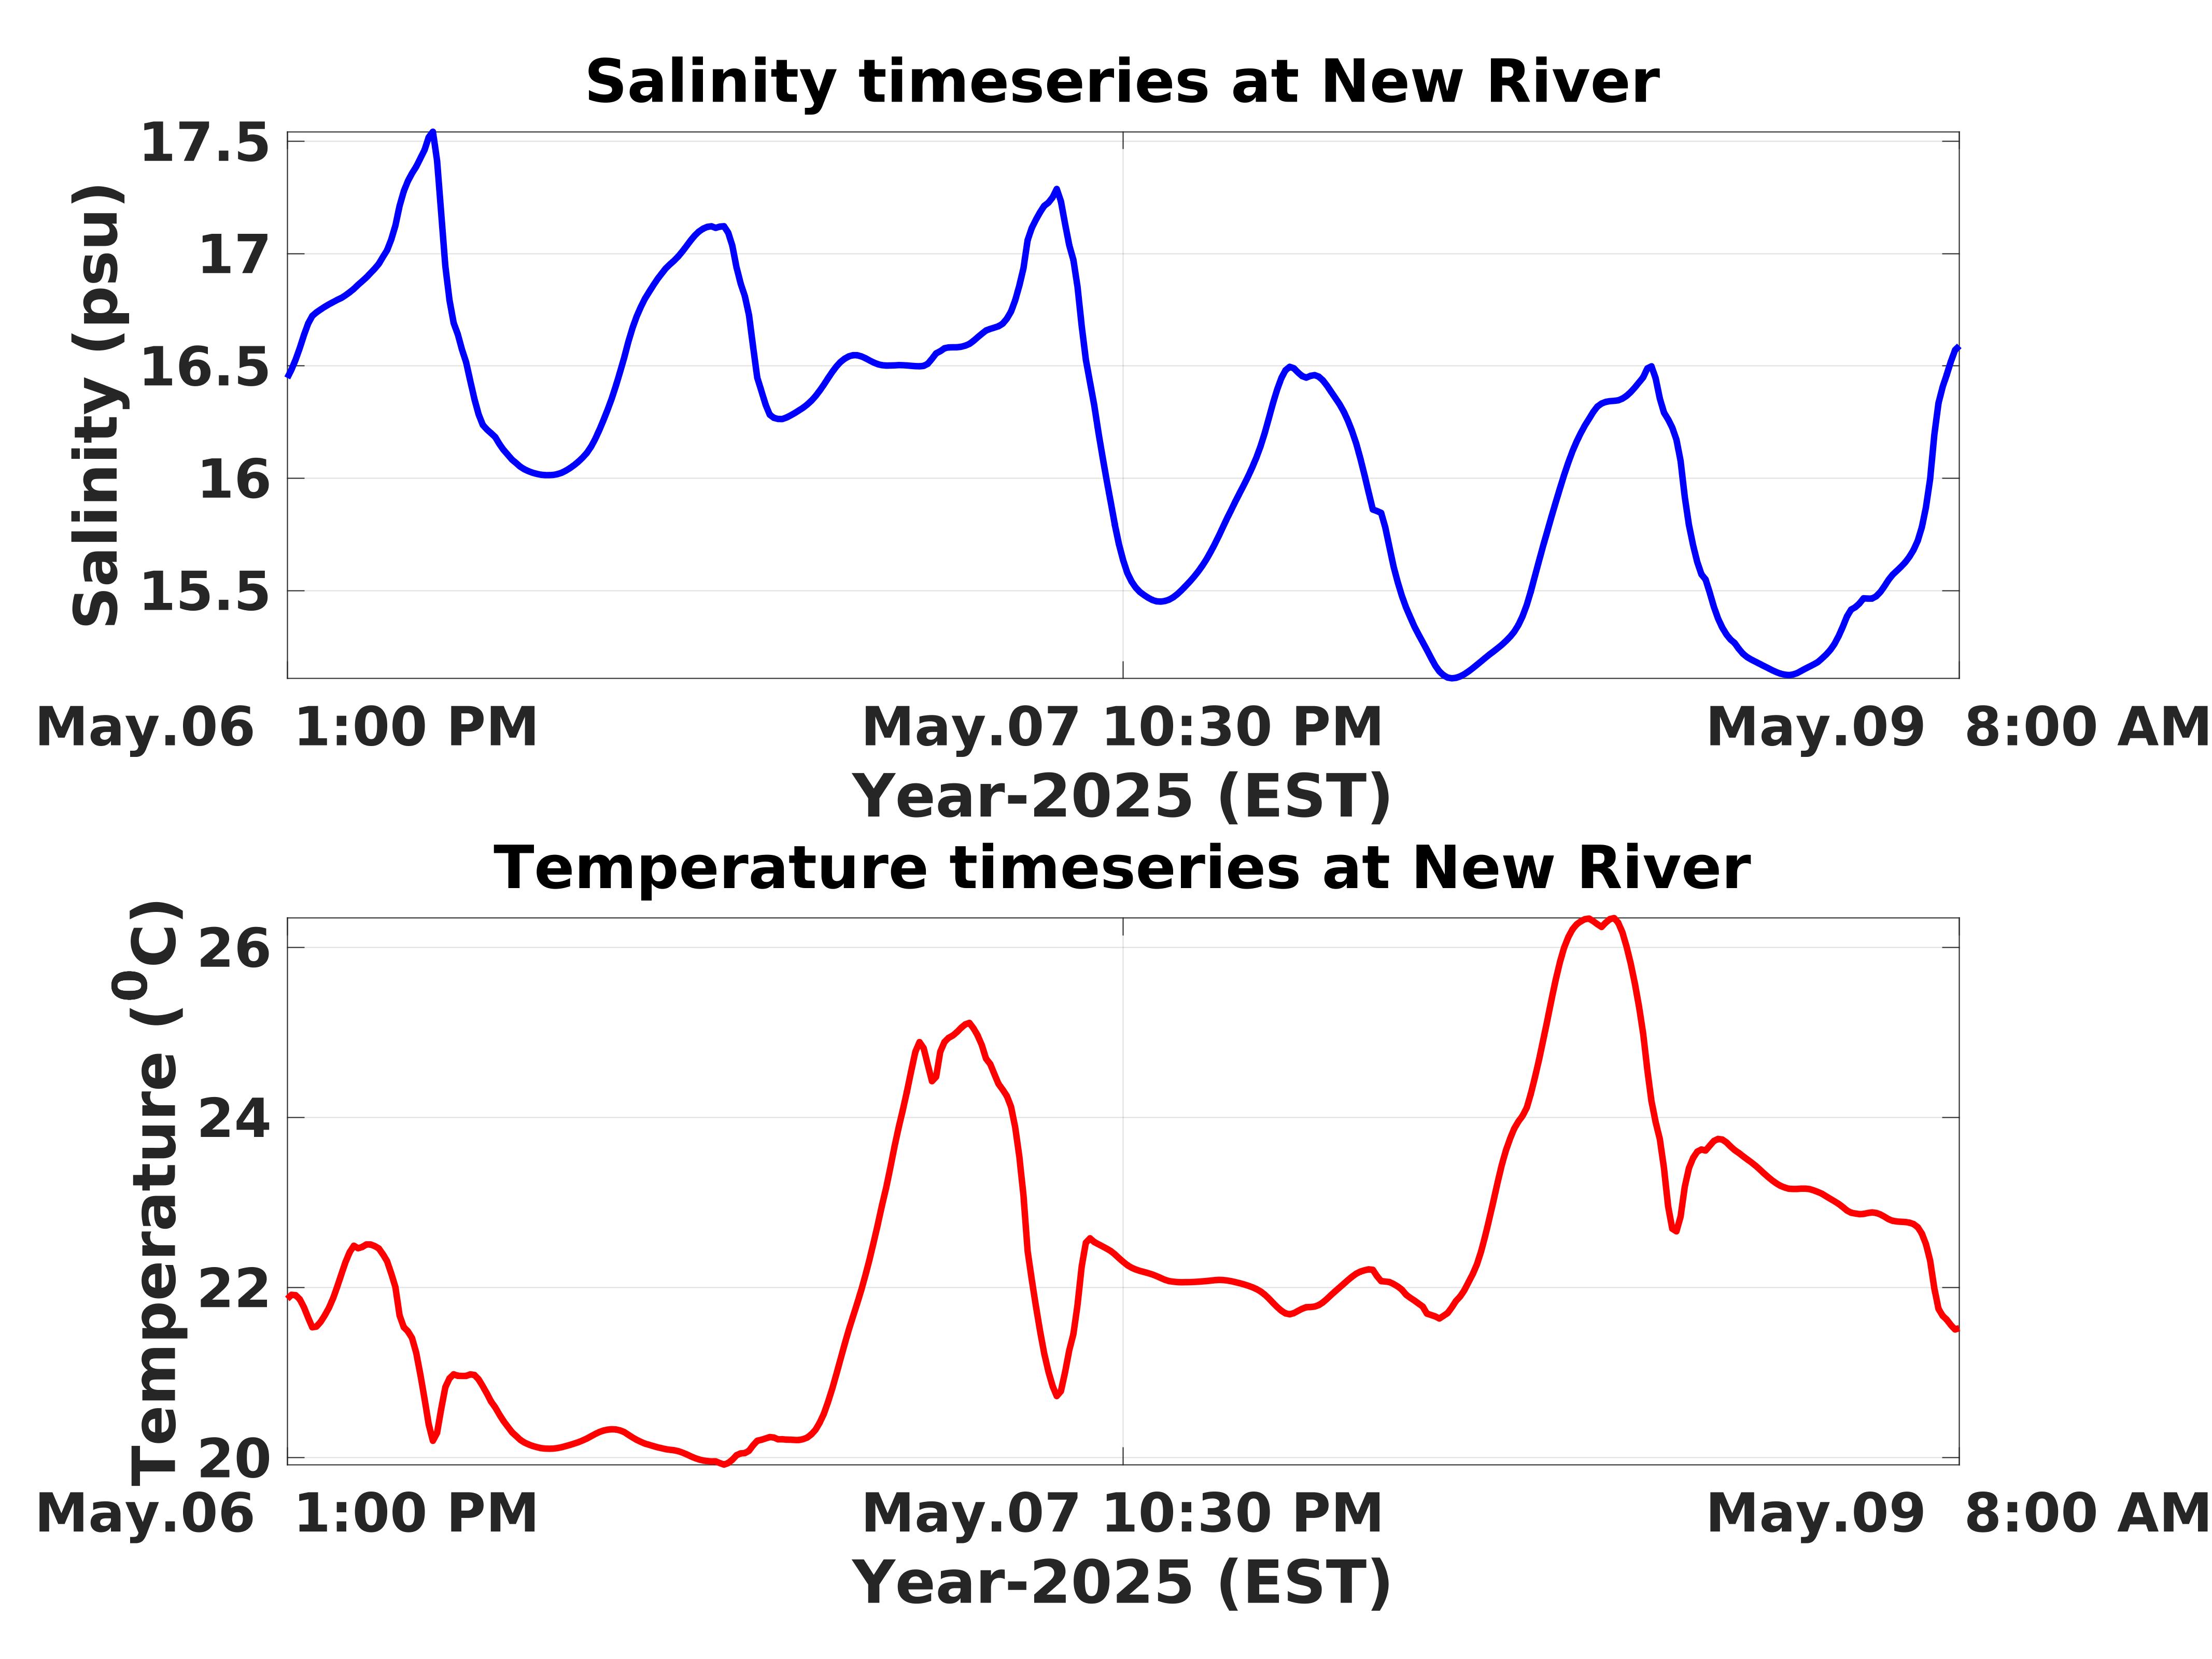 Salinity timeseries at New River
Salinity (psu)
17.5
17
16.5
16
15.5
May.06  1:00 PM
May.07 10:30 PM
May.09  8:00 AM
Year-2025 (EST)
Temperature timeseries at New River
Temperature (⁰C)
26
24
22
20
May.06  1:00 PM
May.07 10:30 PM
May.09  8:00 AM
Year-2025 (EST)